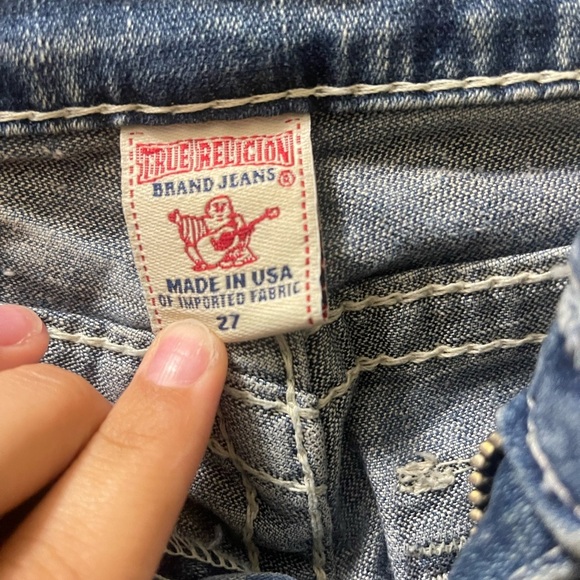 TRUE RELIGION
BRAND JEANS ®
MADE IN USA
OF IMPORTED FABRIC
27